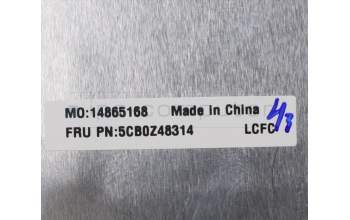 MO:14865168 Made in China
FRU PN:5CB0Z48314 LCFC